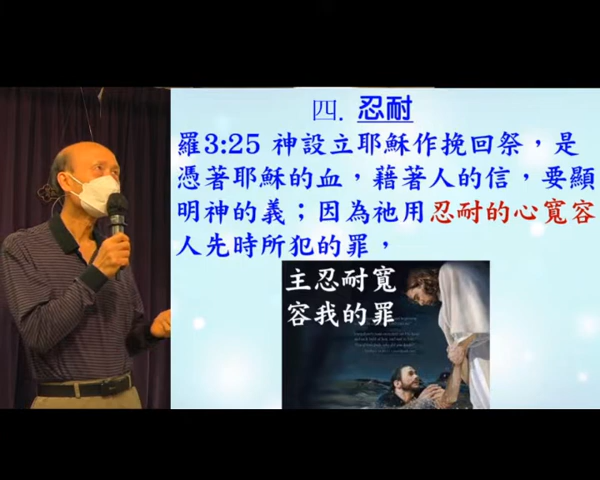 四. 忍耐
羅3:25 神設立耶穌作挽回祭，是
憑著耶穌的血，藉著人的信，要顯
明神的義；因為祂用忍耐的心寬容
人先時所犯的罪，
主忍耐寬
容我的罪